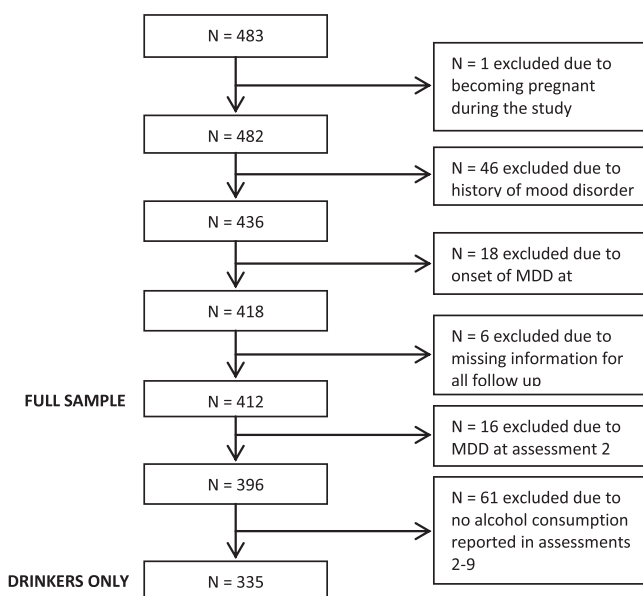 N = 483
N = 1 excluded due to
becoming pregnant
during the study
N = 482
N = 46 excluded due to
history of mood disorder
N = 436
N = 18 excluded due to
onset of MDD at
N = 418
N = 6 excluded due to
missing information for
all follow up
FULL SAMPLE
N = 412
N = 16 excluded due to
MDD at assessment 2
N = 396
N = 61 excluded due to
no alcohol consumption
reported in assessments
2-9
DRINKERS ONLY
N = 335